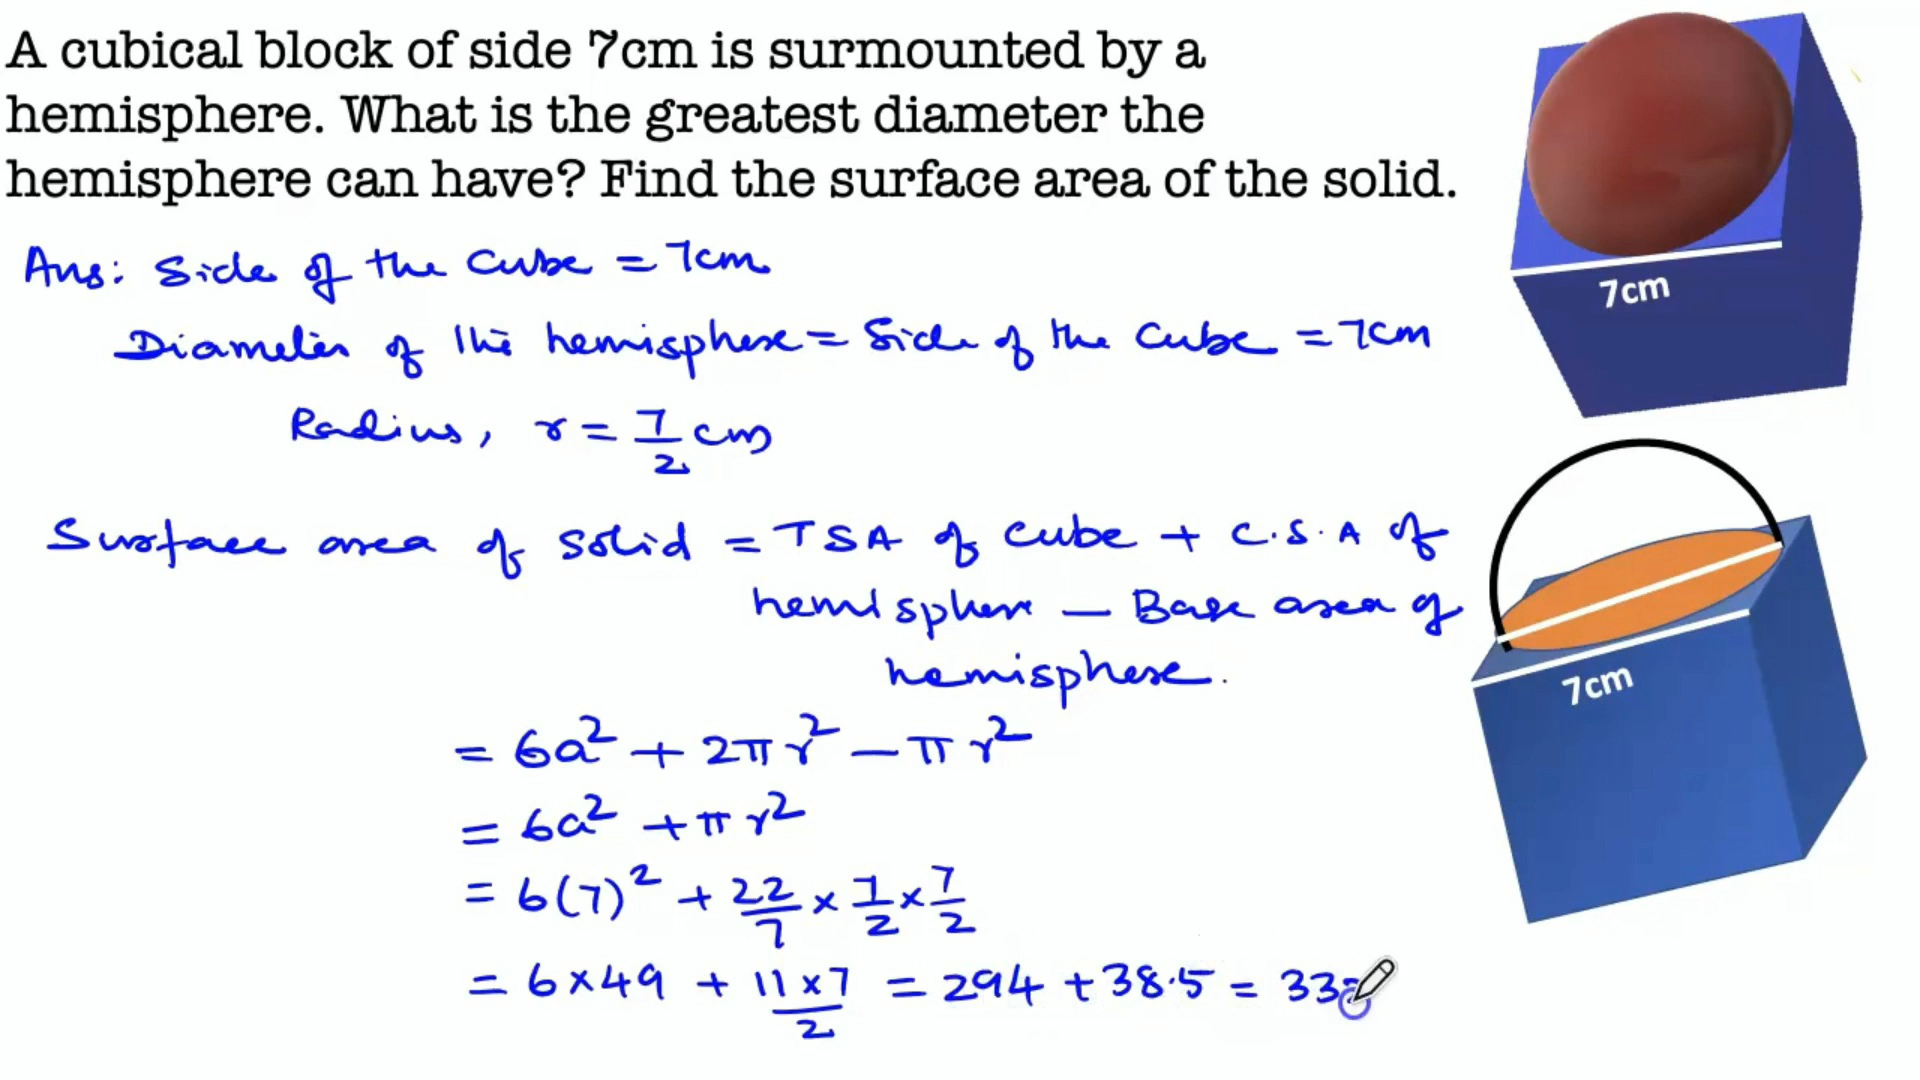 A cubical block of side 7cm is surmounted by a
hemisphere. What is the greatest diameter the
hemisphere can have? Find the surface area of the solid.
7cm
Ans: Side of the Cube = 7cm
Diameter of the hemisphere = Side of the Cube = 7cm
Radius, r = 7/2 cm
Surface area of solid = TSA of Cube + C.S.A of
hemisphere — Base area of
hemisphere.
7cm
= 6a² + 2πr² — πr²
= 6a² + πr²
= 6(7)² + 22/7 × 7/2 × 7/2
= 6×49 + 11×7/2 = 294 + 38.5 = 33